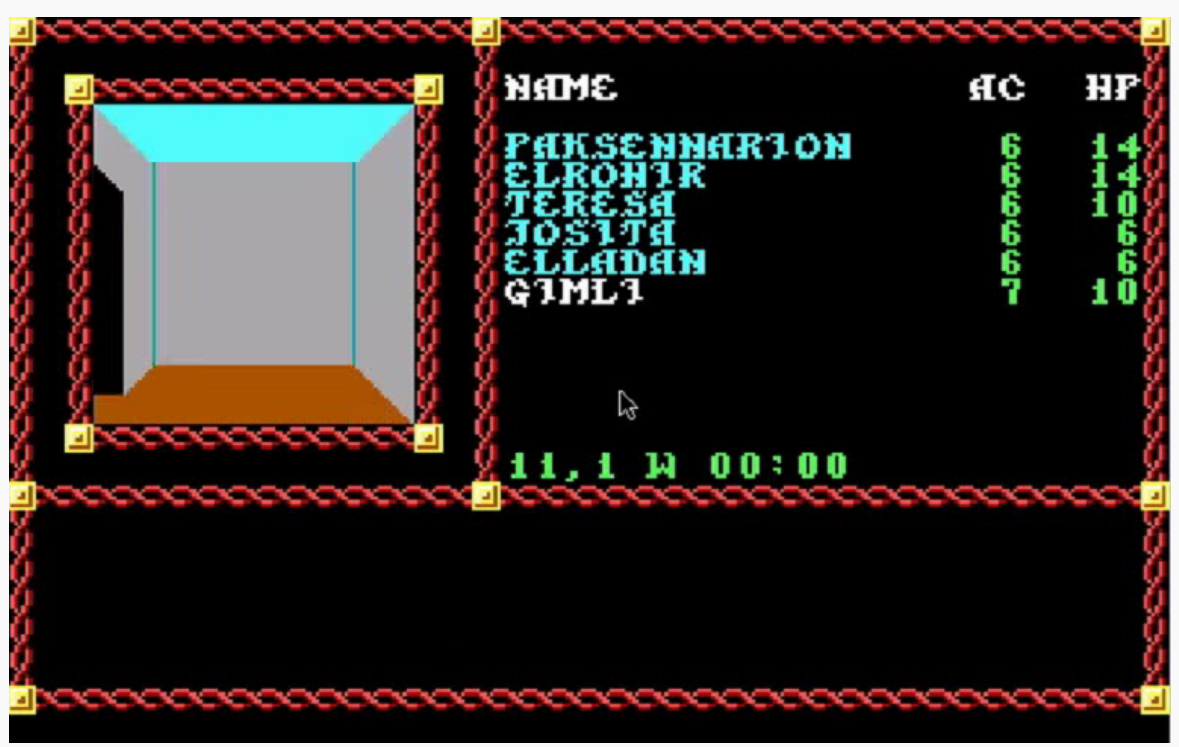 NAME AC HP
PAKSENNARION 6 14
ELROHIR 6 14
TERESA 6 10
JOSITA 6 6
ELLADAN 6 6
GIMLI 7 10
11,1 W 00:00